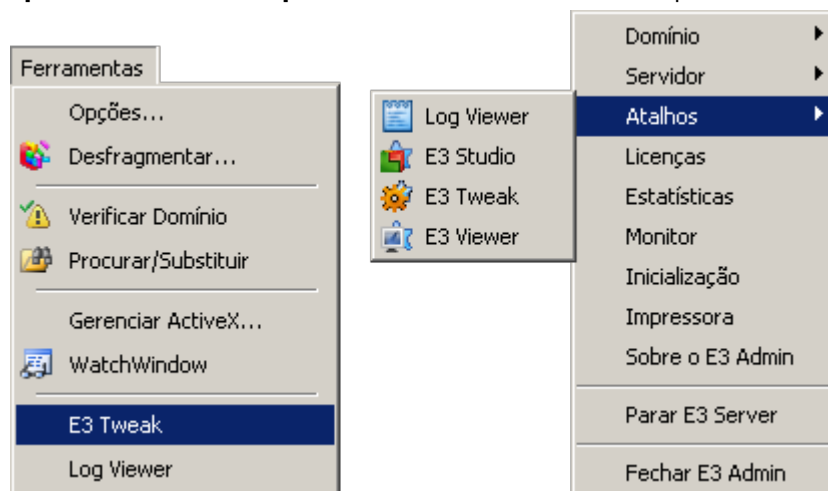 Ferramentas
Opções...
Desfragmentar...
Verificar Domínio
Procurar/Substituir
Gerenciar ActiveX...
WatchWindow
E3 Tweak
Log Viewer
Log Viewer
E3 Studio
E3 Tweak
E3 Viewer
Domínio
Servidor
Atalhos
Licenças
Estatísticas
Monitor
Inicialização
Impressora
Sobre o E3 Admin
Parar E3 Server
Fechar E3 Admin